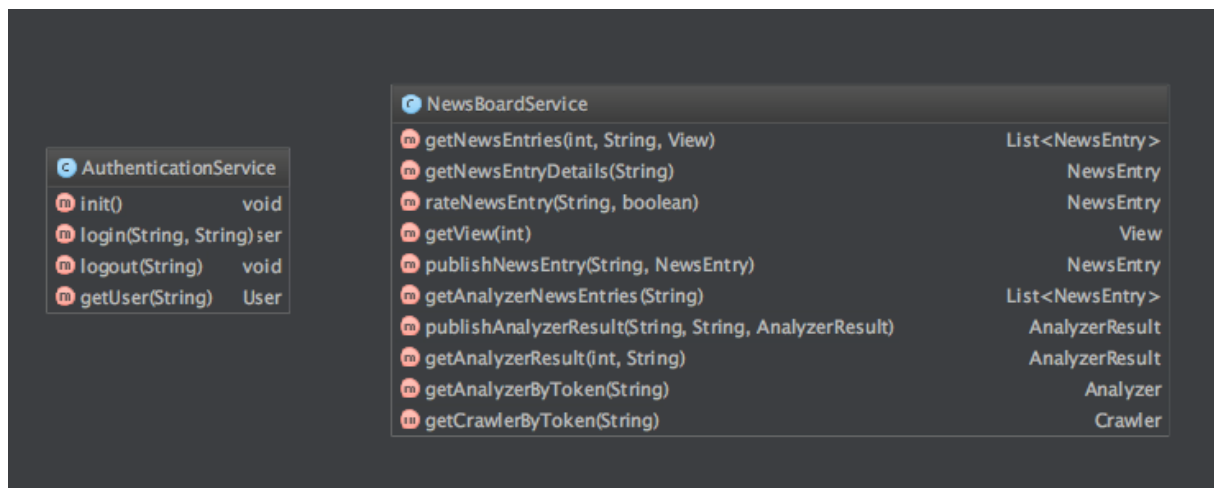 AuthenticationService
init() void
login(String, String) ser
logout(String) void
getUser(String) User
NewsBoardService
getNewsEntries(int, String, View) List<NewsEntry>
getNewsEntryDetails(String) NewsEntry
rateNewsEntry(String, boolean) NewsEntry
getView(int) View
publishNewsEntry(String, NewsEntry) NewsEntry
getAnalyzerNewsEntries(String) List<NewsEntry>
publishAnalyzerResult(String, String, AnalyzerResult) AnalyzerResult
getAnalyzerResult(int, String) AnalyzerResult
getAnalyzerByToken(String) Analyzer
getCrawlerByToken(String) Crawler